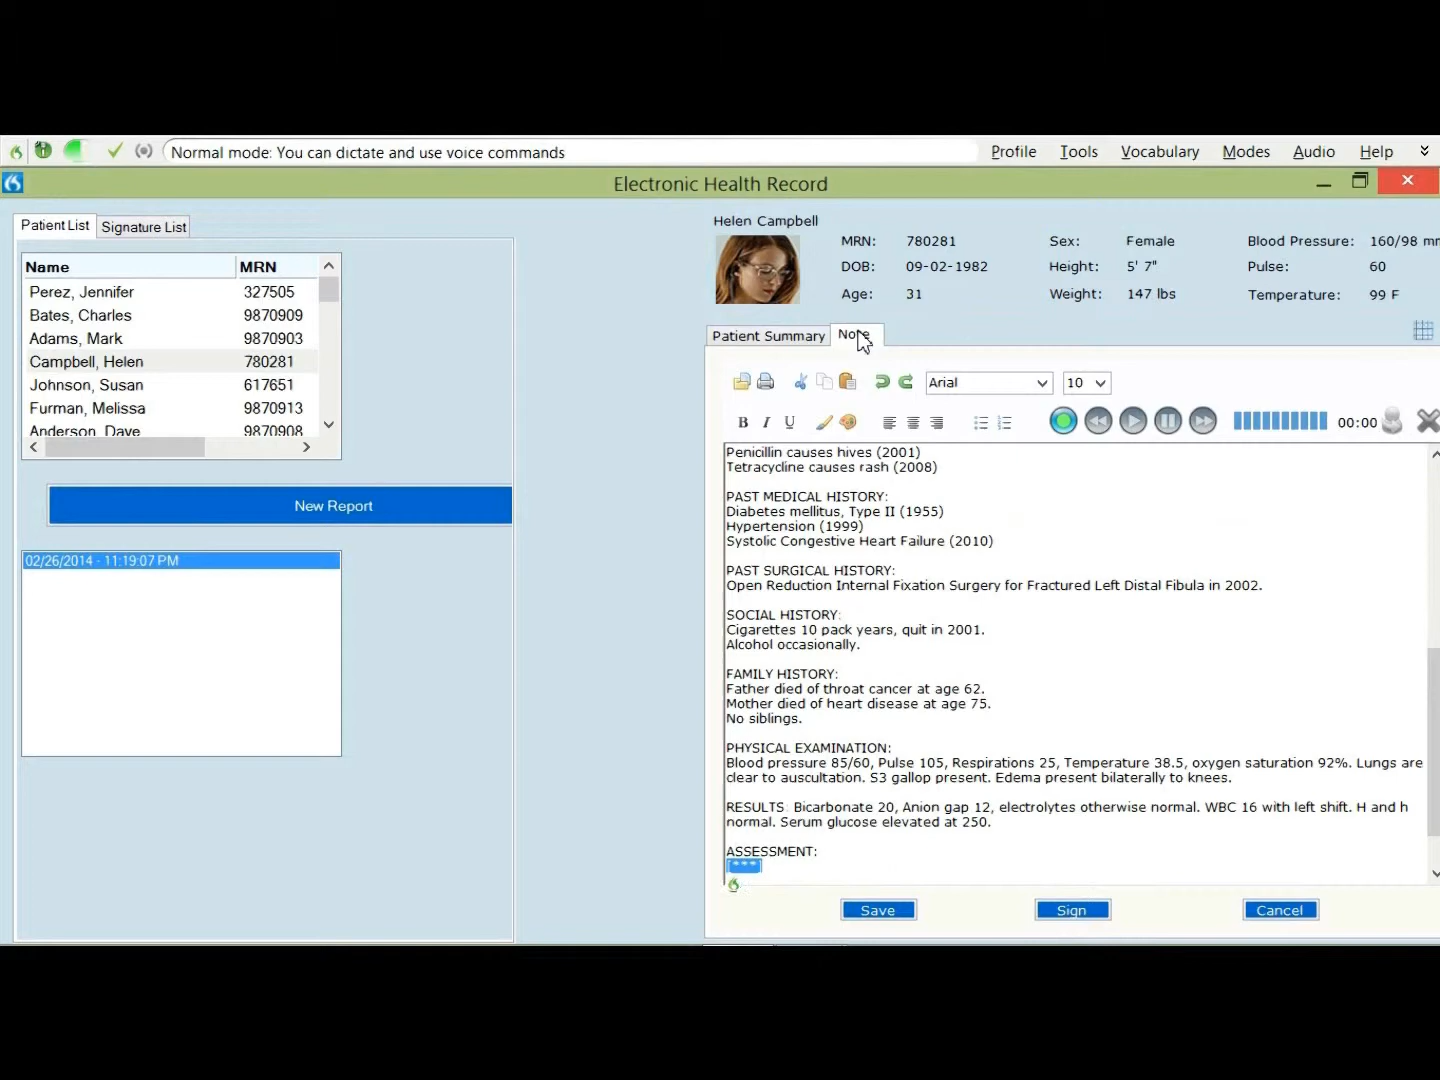 Normal mode: You can dictate and use voice commands
Profile Tools Vocabulary Modes Audio Help
Electronic Health Record
Patient List Signature List
Name MRN
Perez, Jennifer 327505
Bates, Charles 9870909
Adams, Mark 9870903
Campbell, Helen 780281
Johnson, Susan 617651
Furman, Melissa 9870913
Anderson, Dave 9870908
New Report
02/26/2014 - 11:19:07 PM
Helen Campbell
MRN: 780281 Sex: Female Blood Pressure: 160/98 mm
DOB: 09-02-1982 Height: 5' 7" Pulse: 60
Age: 31 Weight: 147 lbs Temperature: 99 F
Patient Summary Note
Arial 10
B I U 00:00
Penicillin causes hives (2001)
Tetracycline causes rash (2008)
PAST MEDICAL HISTORY:
Diabetes mellitus, Type II (1955)
Hypertension (1999)
Systolic Congestive Heart Failure (2010)
PAST SURGICAL HISTORY:
Open Reduction Internal Fixation Surgery for Fractured Left Distal Fibula in 2002.
SOCIAL HISTORY:
Cigarettes 10 pack years, quit in 2001.
Alcohol occasionally.
FAMILY HISTORY:
Father died of throat cancer at age 62.
Mother died of heart disease at age 75.
No siblings.
PHYSICAL EXAMINATION:
Blood pressure 85/60, Pulse 105, Respirations 25, Temperature 38.5, oxygen saturation 92%. Lungs are
clear to auscultation. S3 gallop present. Edema present bilaterally to knees.
RESULTS: Bicarbonate 20, Anion gap 12, electrolytes otherwise normal. WBC 16 with left shift. H and h
normal. Serum glucose elevated at 250.
ASSESSMENT:
[***]
Save Sign Cancel